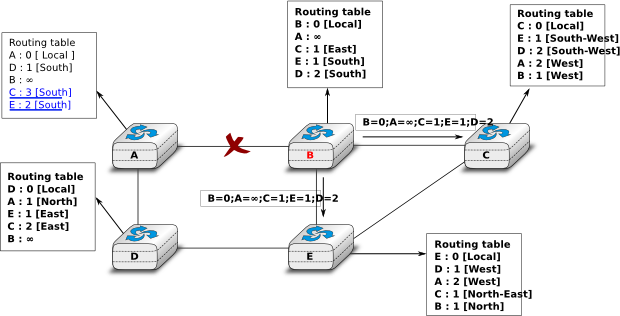 Routing table
A : 0 [ Local ]
D : 1 [South]
B : ∞
C : 3 [South]
E : 2 [South]
Routing table
B : 0 [Local]
A : ∞
C : 1 [East]
E : 1 [South]
D : 2 [South]
Routing table
C : 0 [Local]
E : 1 [South-West]
D : 2 [South-West]
A : 2 [West]
B : 1 [West]
B=0;A=∞;C=1;E=1;D=2
A
B
C
Routing table
D : 0 [Local]
A : 1 [North]
E : 1 [East]
C : 2 [East]
B : ∞
B=0;A=∞;C=1;E=1;D=2
D
E
Routing table
E : 0 [Local]
D : 1 [West]
A : 2 [West]
C : 1 [North-East]
B : 1 [North]